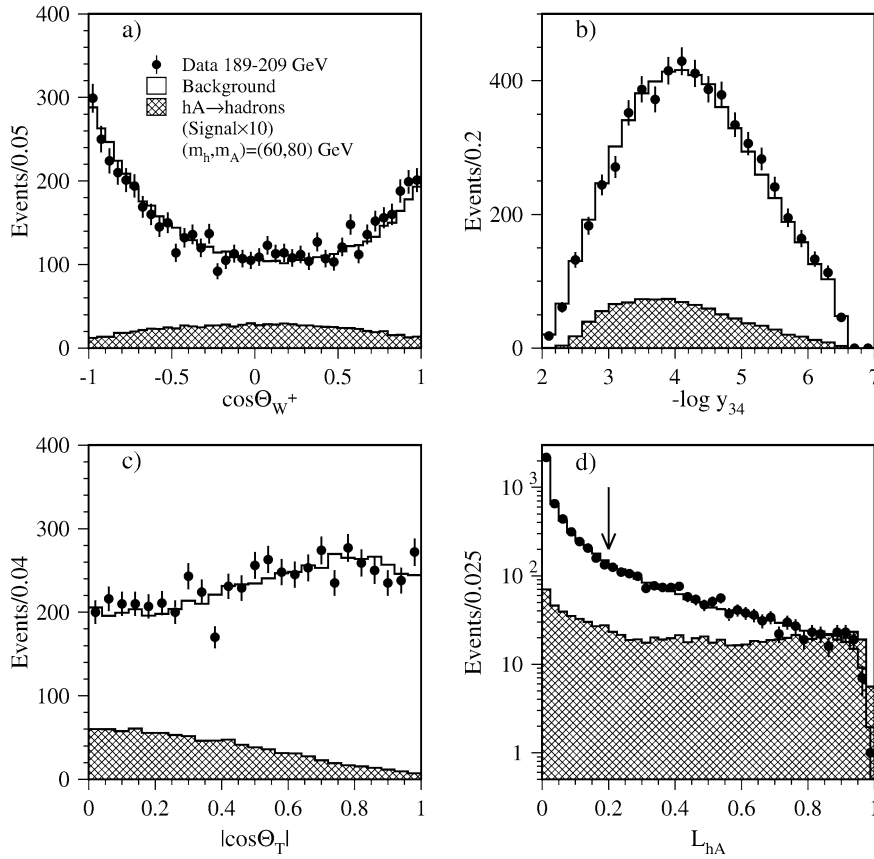 a)
Events/0.05
400
300
200
100
0
Data 189-209 GeV
Background
hA→hadrons
(Signal×10)
(m_h,m_A)=(60,80) GeV
-1 -0.5 0 0.5 1
cosΘ_W+
b)
Events/0.2
400
200
0
2 3 4 5 6 7
-log y_34
c)
Events/0.04
400
300
200
100
0
0 0.2 0.4 0.6 0.8 1
|cosΘ_T|
d)
Events/0.025
10^3
10^2
10
1
0 0.2 0.4 0.6 0.8 1
L_hA